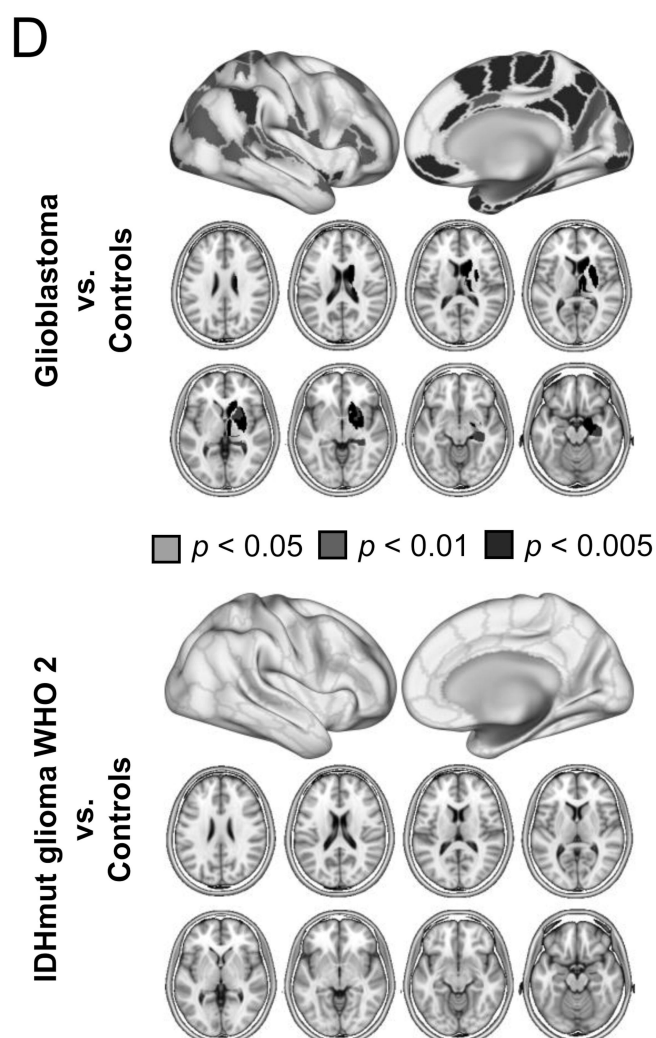 D
Glioblastoma
vs.
Controls
p < 0.05 p < 0.01 p < 0.005
IDHmut glioma WHO 2
vs.
Controls